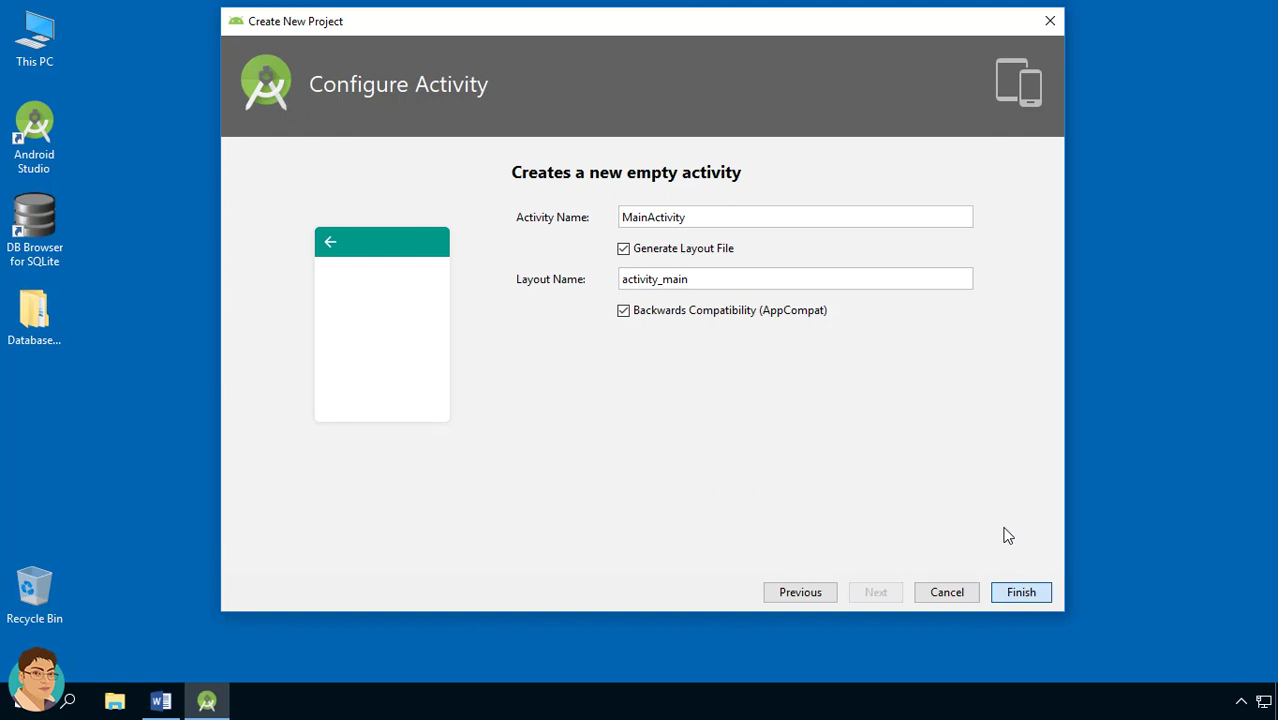 Create New Project
Configure Activity
Creates a new empty activity
Activity Name: MainActivity
Generate Layout File
Layout Name: activity_main
Backwards Compatibility (AppCompat)
Previous Next Cancel Finish
This PC
Android
Studio
DB Browser
for SQLite
Database...
Recycle Bin